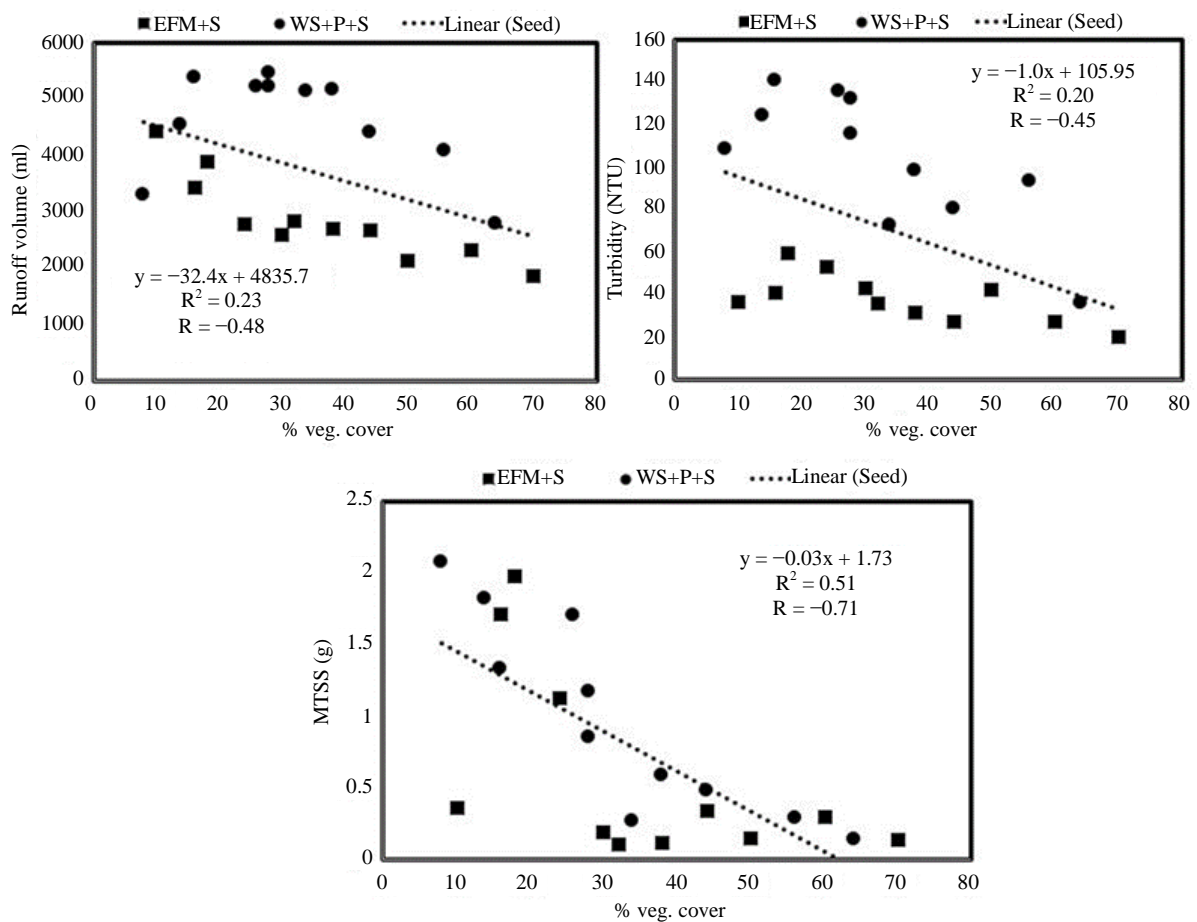 EFM+S WS+P+S Linear (Seed)
6000
5000
4000
3000
2000
1000
0
Runoff volume (ml)
y = −32.4x + 4835.7
R² = 0.23
R = −0.48
0 10 20 30 40 50 60 70 80
% veg. cover
EFM+S WS+P+S Linear (Seed)
160
140
120
100
80
60
40
20
0
Turbidity (NTU)
y = −1.0x + 105.95
R² = 0.20
R = −0.45
0 10 20 30 40 50 60 70 80
% veg. cover
EFM+S WS+P+S Linear (Seed)
2.5
2
1.5
1
0.5
0
MTSS (g)
y = −0.03x + 1.73
R² = 0.51
R = −0.71
0 10 20 30 40 50 60 70 80
% veg. cover